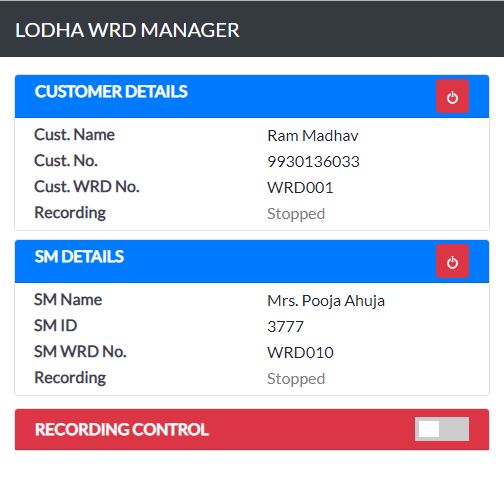 LODHA WRD MANAGER
CUSTOMER DETAILS
Cust. Name Ram Madhav
Cust. No. 9930136033
Cust. WRD No. WRD001
Recording Stopped
SM DETAILS
SM Name Mrs. Pooja Ahuja
SM ID 3777
SM WRD No. WRD010
Recording Stopped
RECORDING CONTROL